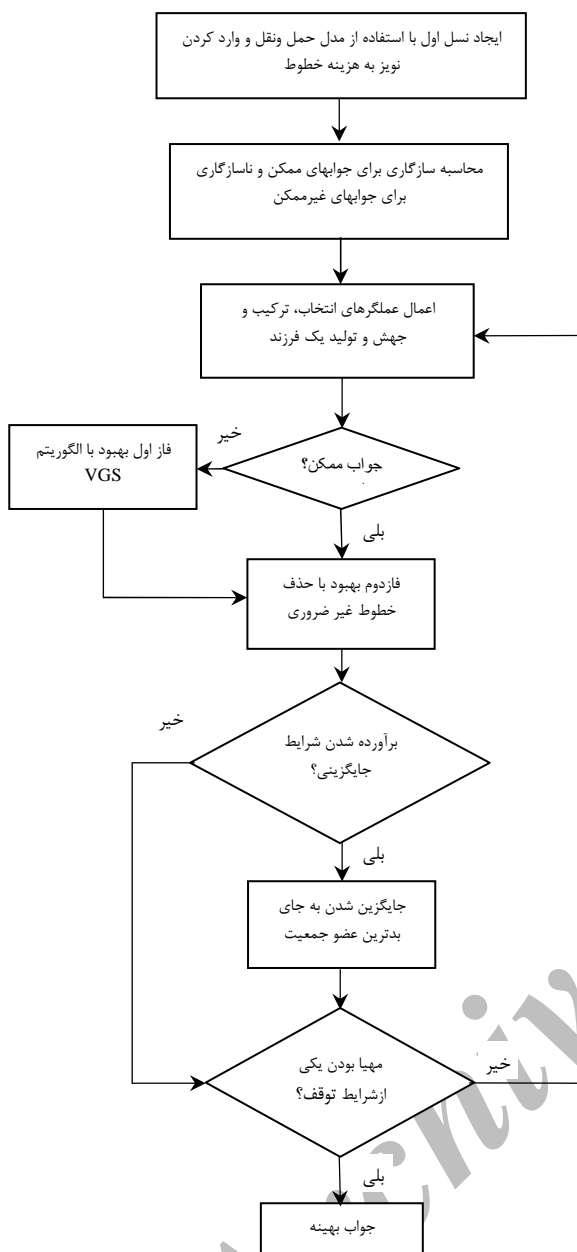 ایجاد نسل اول با استفاده از مدل حمل ونقل و وارد کردن
نویز به هزینه خطوط
محاسبه سازگاری برای جوابهای ممکن و ناسازگاری
برای جوابهای غیرممکن
اعمال عملگرهای انتخاب، ترکیب و
جهش و تولید یک فرزند
جواب ممکن؟
خیر
فاز اول بهبود با الگوریتم
VGS
بلی
فازدوم بهبود با حذف
خطوط غیر ضروری
برآورده شدن شرایط
جایگزینی؟
خیر
بلی
جایگزین شدن به جای
بدترین عضو جمعیت
مهیا بودن یکی
ازشرایط توقف؟
خیر
بلی
جواب بهینه